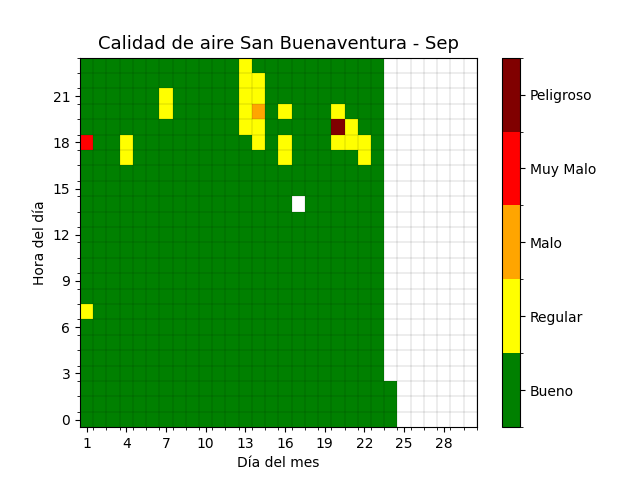 Calidad de aire San Buenaventura - Sep
Hora del día
21
18
15
12
9
6
3
0
1 4 7 10 13 16 19 22 25 28
Día del mes
Peligroso
Muy Malo
Malo
Regular
Bueno